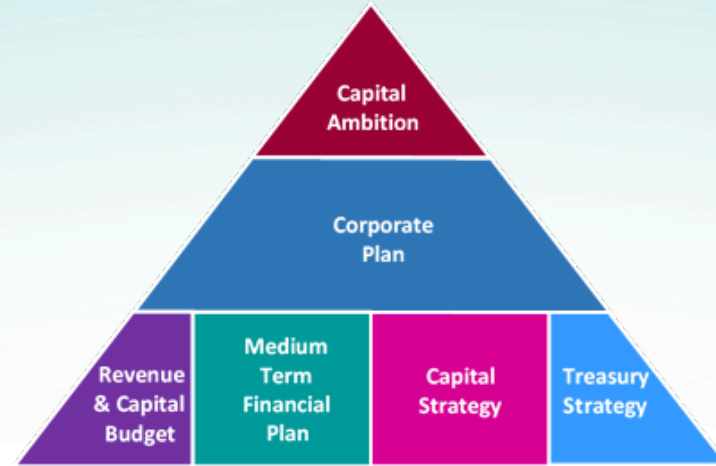 Capital
Ambition
Corporate
Plan
Revenue
& Capital
Budget
Medium
Term
Financial
Plan
Capital
Strategy
Treasury
Strategy